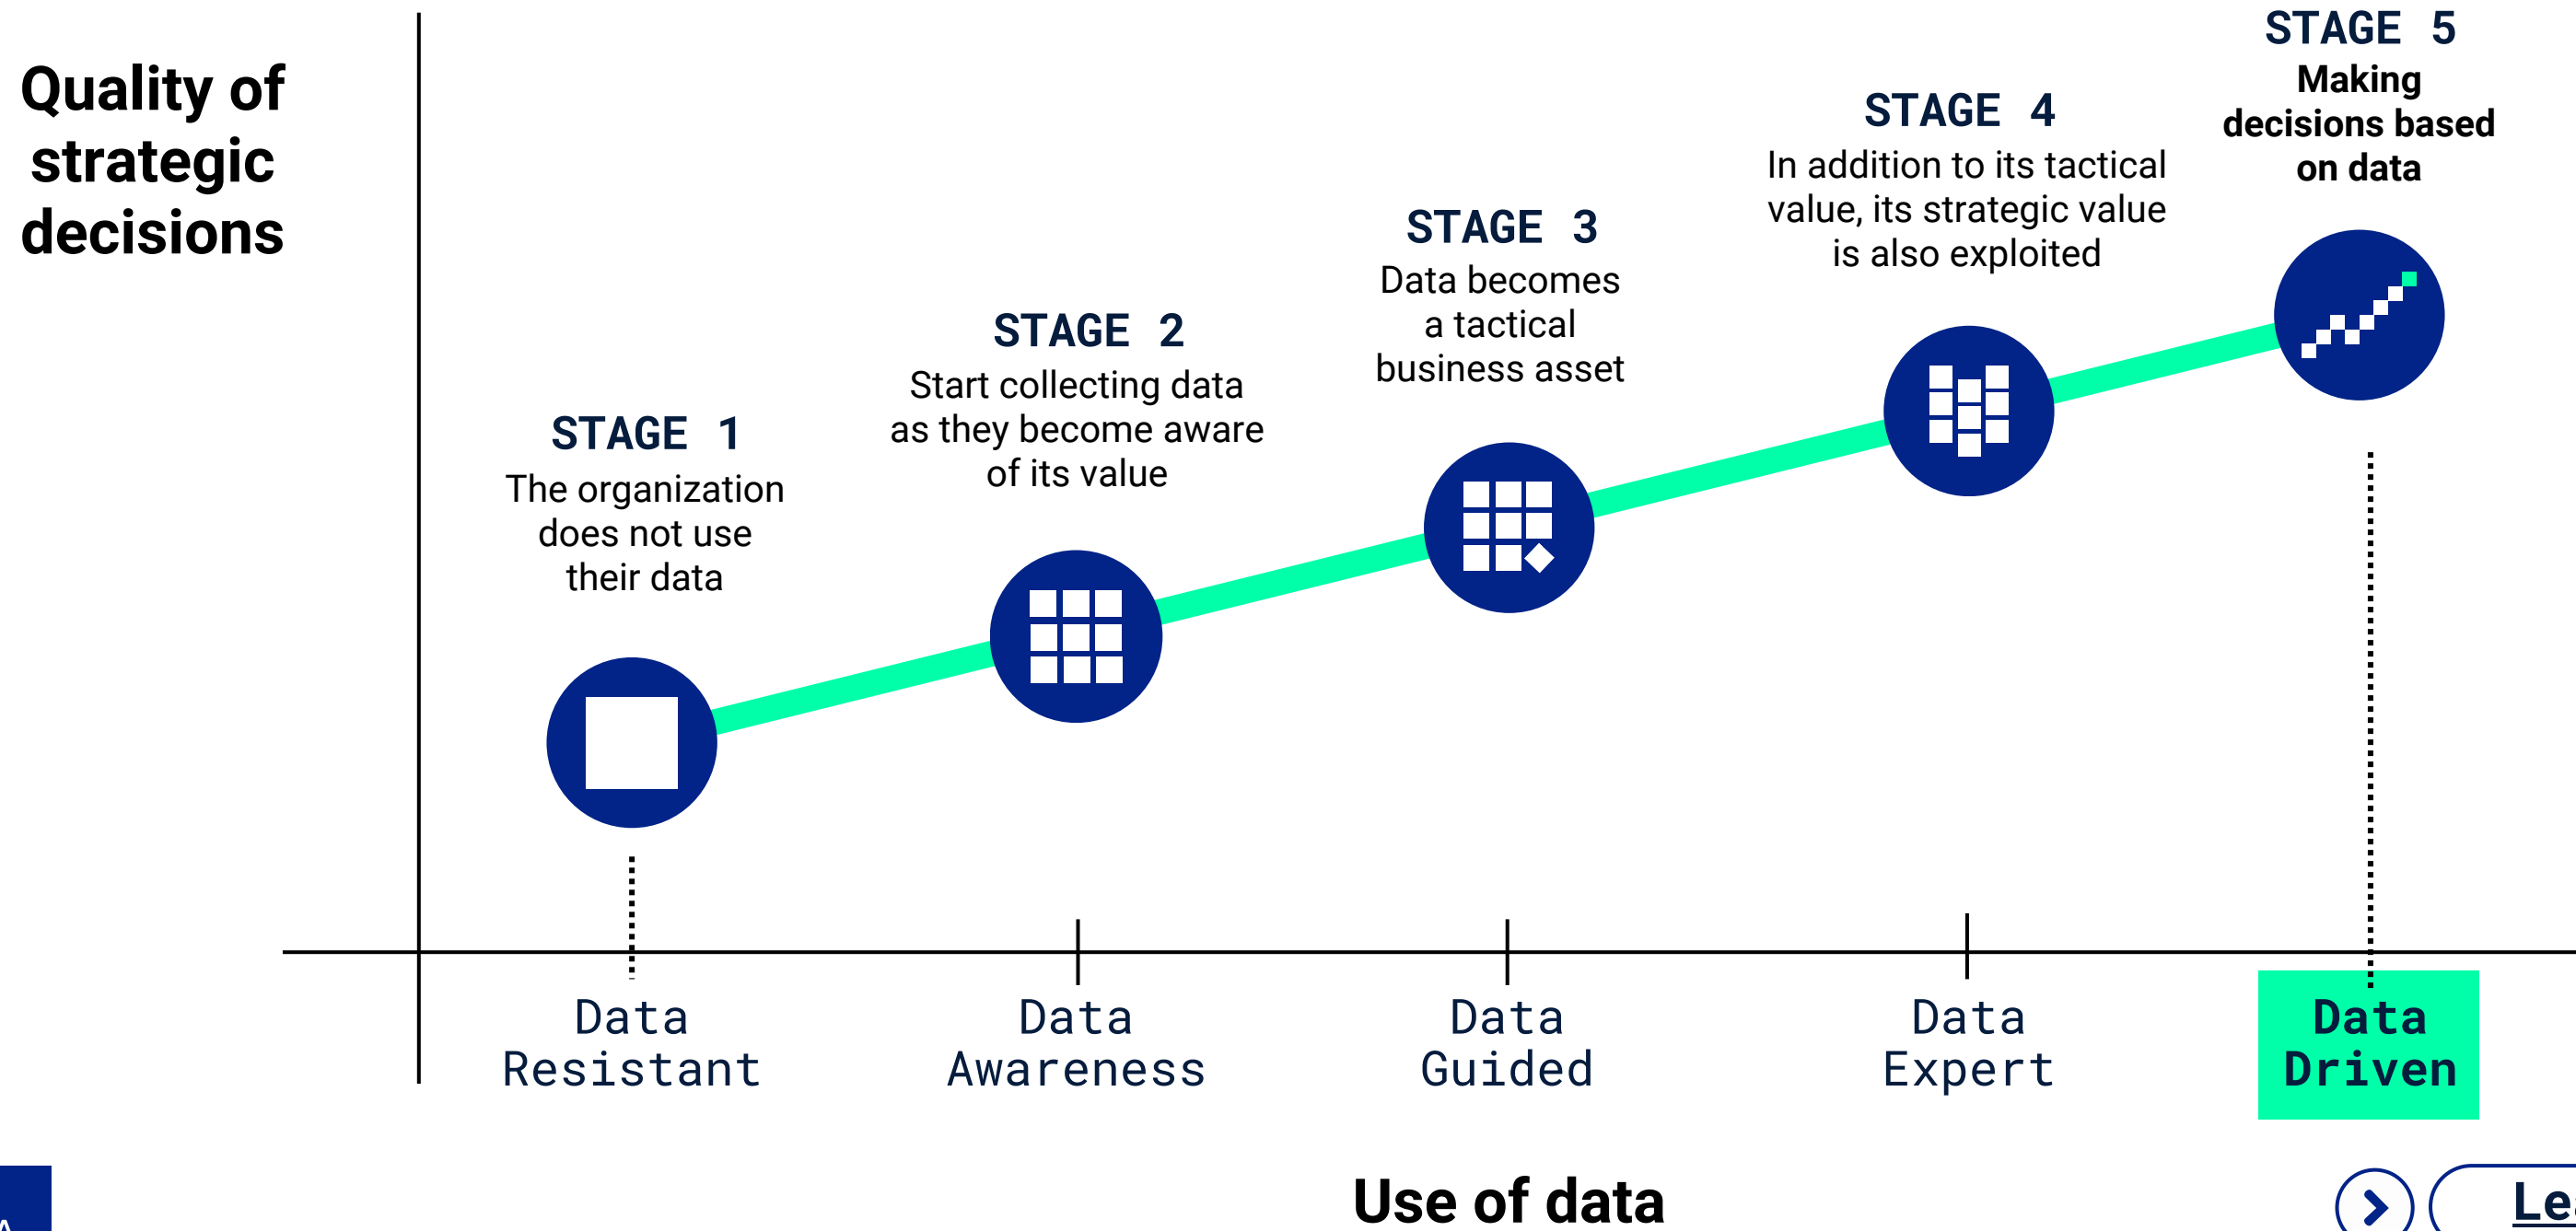 Quality of
strategic
decisions
STAGE 1
The organization
does not use
their data
STAGE 2
Start collecting data
as they become aware
of its value
STAGE 3
Data becomes
a tactical
business asset
STAGE 4
In addition to its tactical
value, its strategic value
is also exploited
STAGE 5
Making
decisions based
on data
Data
Resistant
Data
Awareness
Data
Guided
Data
Expert
Data
Driven
Use of data